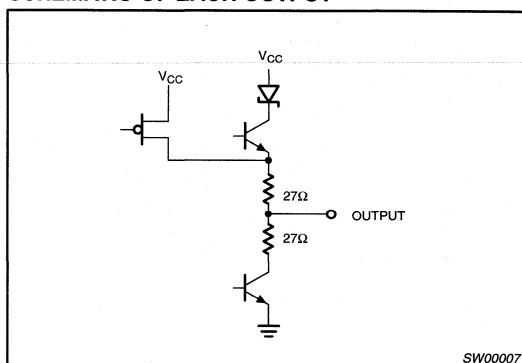 SCHEMATIC OF EACH OUTPUT
VCC
VCC
27Ω
OUTPUT
27Ω
SW00007